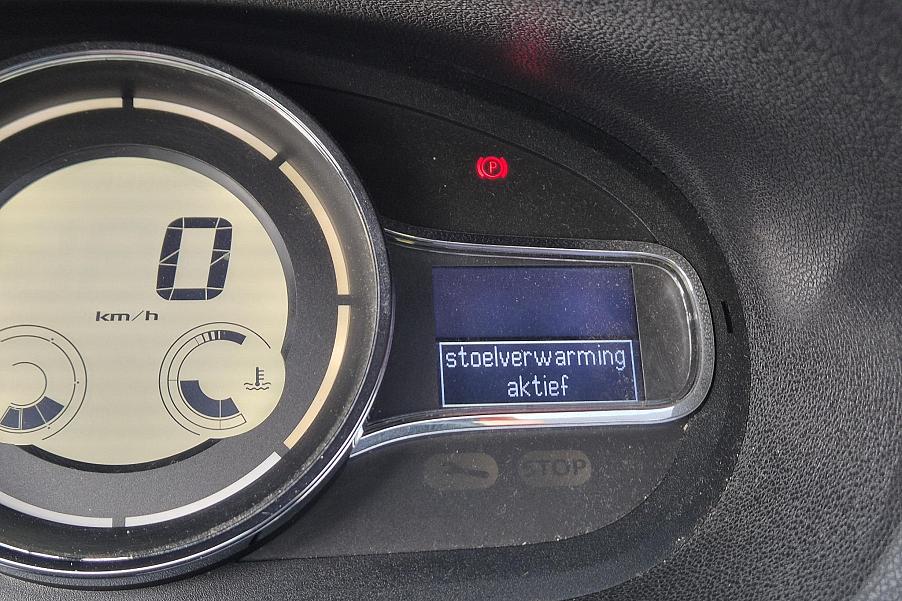 P
0
km/h
stoelverwarming
aktief
STOP